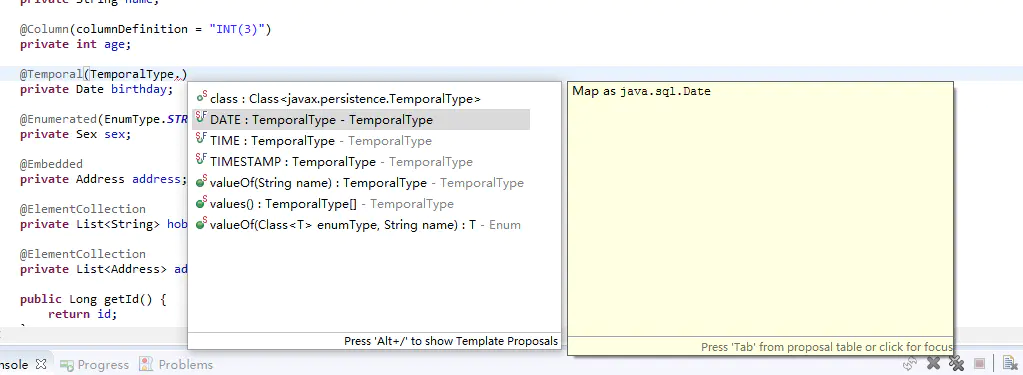 private String name;
@Column(columnDefinition = "INT(3)")
private int age;
@Temporal(TemporalType.)
private Date birthday;
@Enumerated(EnumType.STR
private Sex sex;
@Embedded
private Address address;
@ElementCollection
private List<String> hob
@ElementCollection
private List<Address> ad
public Long getId() {
return id;
class : Class<javax.persistence.TemporalType>
DATE : TemporalType - TemporalType
TIME : TemporalType - TemporalType
TIMESTAMP : TemporalType - TemporalType
valueOf(String name) : TemporalType - TemporalType
values() : TemporalType[] - TemporalType
valueOf(Class<T> enumType, String name) : T - Enum
Press 'Alt+/' to show Template Proposals
Map as java.sql.Date
Press 'Tab' from proposal table or click for focus
nsole
Progress
Problems